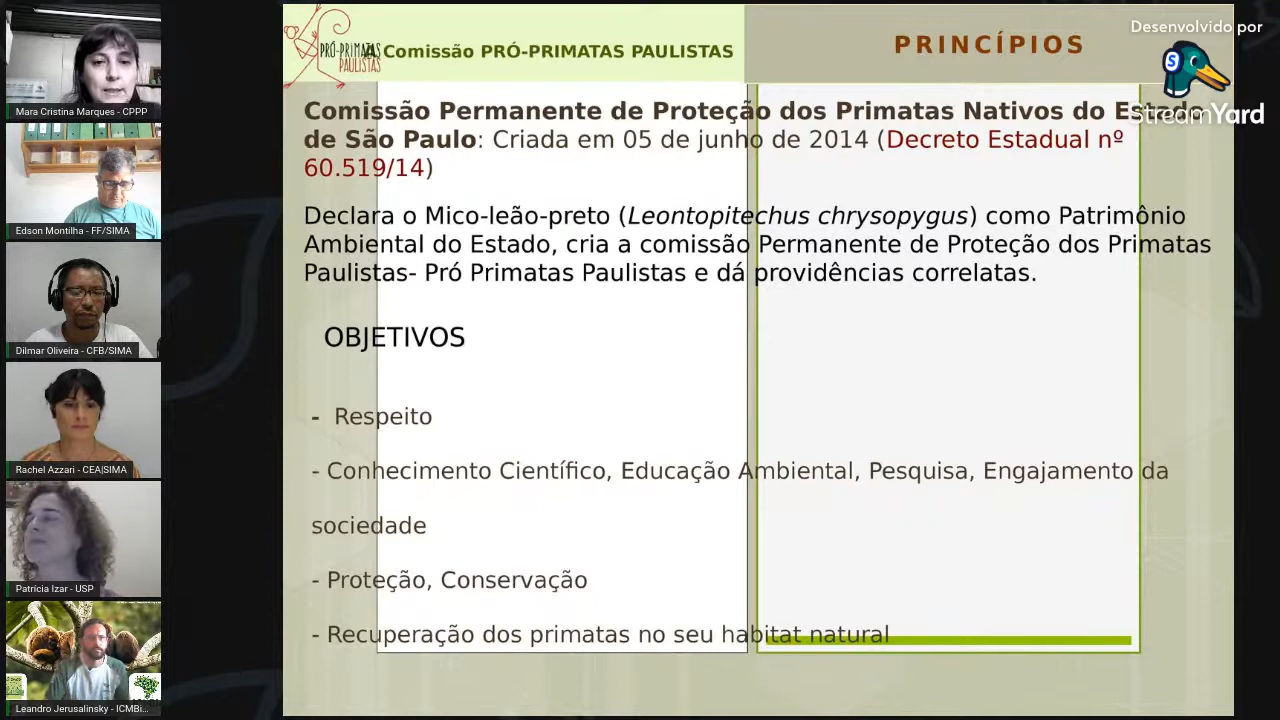 Mara Cristina Marques - CPPP
Edson Montilha - FF/SIMA
Dilmar Oliveira - CFB/SIMA
Rachel Azzari - CEA|SIMA
Patrícia Izar - USP
Leandro Jerusalinsky - ICMBi...
PRÓ-PRIMATAS
PAULISTAS
Comissão PRÓ-PRIMATAS PAULISTAS
PRINCÍPIOS
Desenvolvido por
StreamYard
Comissão Permanente de Proteção dos Primatas Nativos do Estado
de São Paulo: Criada em 05 de junho de 2014 (Decreto Estadual nº
60.519/14)
Declara o Mico-leão-preto (Leontopitechus chrysopygus) como Patrimônio
Ambiental do Estado, cria a comissão Permanente de Proteção dos Primatas
Paulistas- Pró Primatas Paulistas e dá providências correlatas.
OBJETIVOS
- Respeito
- Conhecimento Científico, Educação Ambiental, Pesquisa, Engajamento da
sociedade
- Proteção, Conservação
- Recuperação dos primatas no seu habitat natural